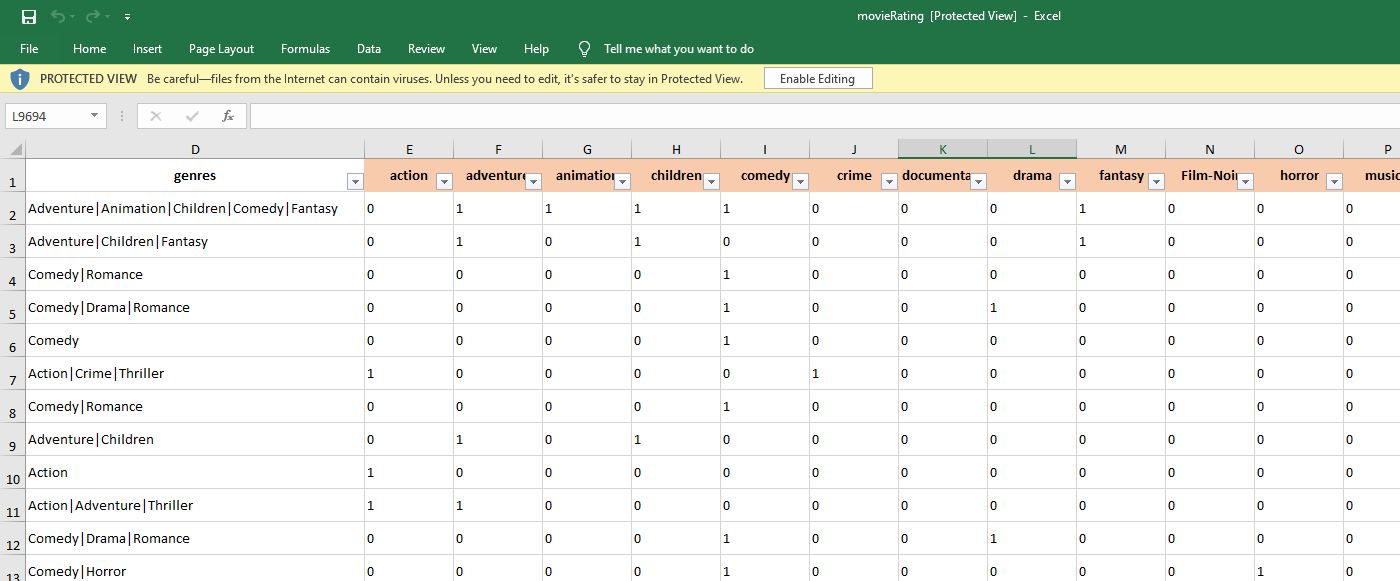 movieRating [Protected View] - Excel
File Home Insert Page Layout Formulas Data Review View Help Tell me what you want to do
PROTECTED VIEW Be careful—files from the Internet can contain viruses. Unless you need to edit, it's safer to stay in Protected View. Enable Editing
L9694 fx
D E F G H I J K L M N O P
1 genres action adventure animation children comedy crime documenta drama fantasy Film-Noir horror music
2 Adventure|Animation|Children|Comedy|Fantasy 0 1 1 1 1 0 0 0 1 0 0 0
3 Adventure|Children|Fantasy 0 1 0 1 0 0 0 0 1 0 0 0
4 Comedy|Romance 0 0 0 0 1 0 0 0 0 0 0 0
5 Comedy|Drama|Romance 0 0 0 0 1 0 0 1 0 0 0 0
6 Comedy 0 0 0 0 1 0 0 0 0 0 0 0
7 Action|Crime|Thriller 1 0 0 0 0 1 0 0 0 0 0 0
8 Comedy|Romance 0 0 0 0 1 0 0 0 0 0 0 0
9 Adventure|Children 0 1 0 1 0 0 0 0 0 0 0 0
10 Action 1 0 0 0 0 0 0 0 0 0 0 0
11 Action|Adventure|Thriller 1 1 0 0 0 0 0 0 0 0 0 0
12 Comedy|Drama|Romance 0 0 0 0 1 0 0 1 0 0 0 0
13 Comedy|Horror 0 0 0 0 1 0 0 0 0 0 1 0